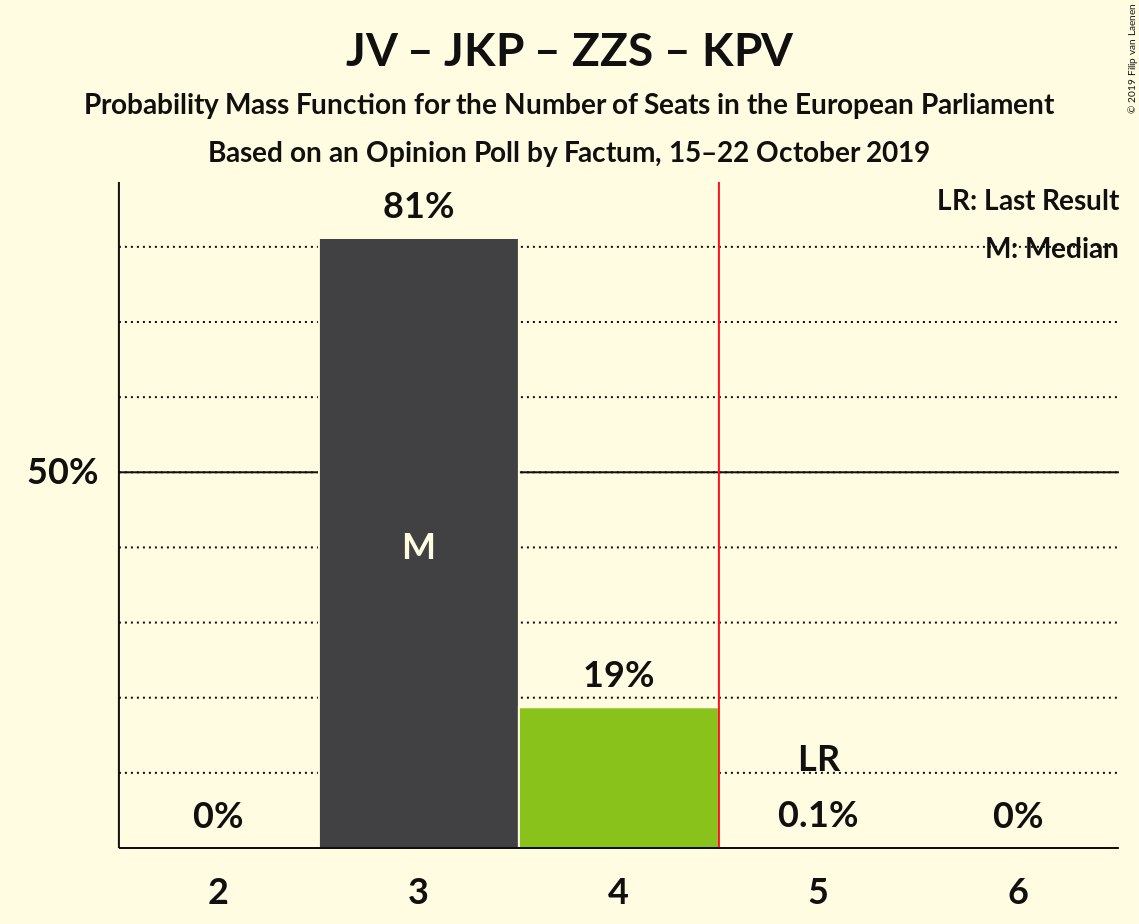 JV – JKP – ZZS – KPV
Probability Mass Function for the Number of Seats in the European Parliament
Based on an Opinion Poll by Factum, 15–22 October 2019
© 2019 Filip van Laenen
LR: Last Result
M: Median
81%
50%
M
19%
LR
0%
0.1%
0%
2
3
4
5
6